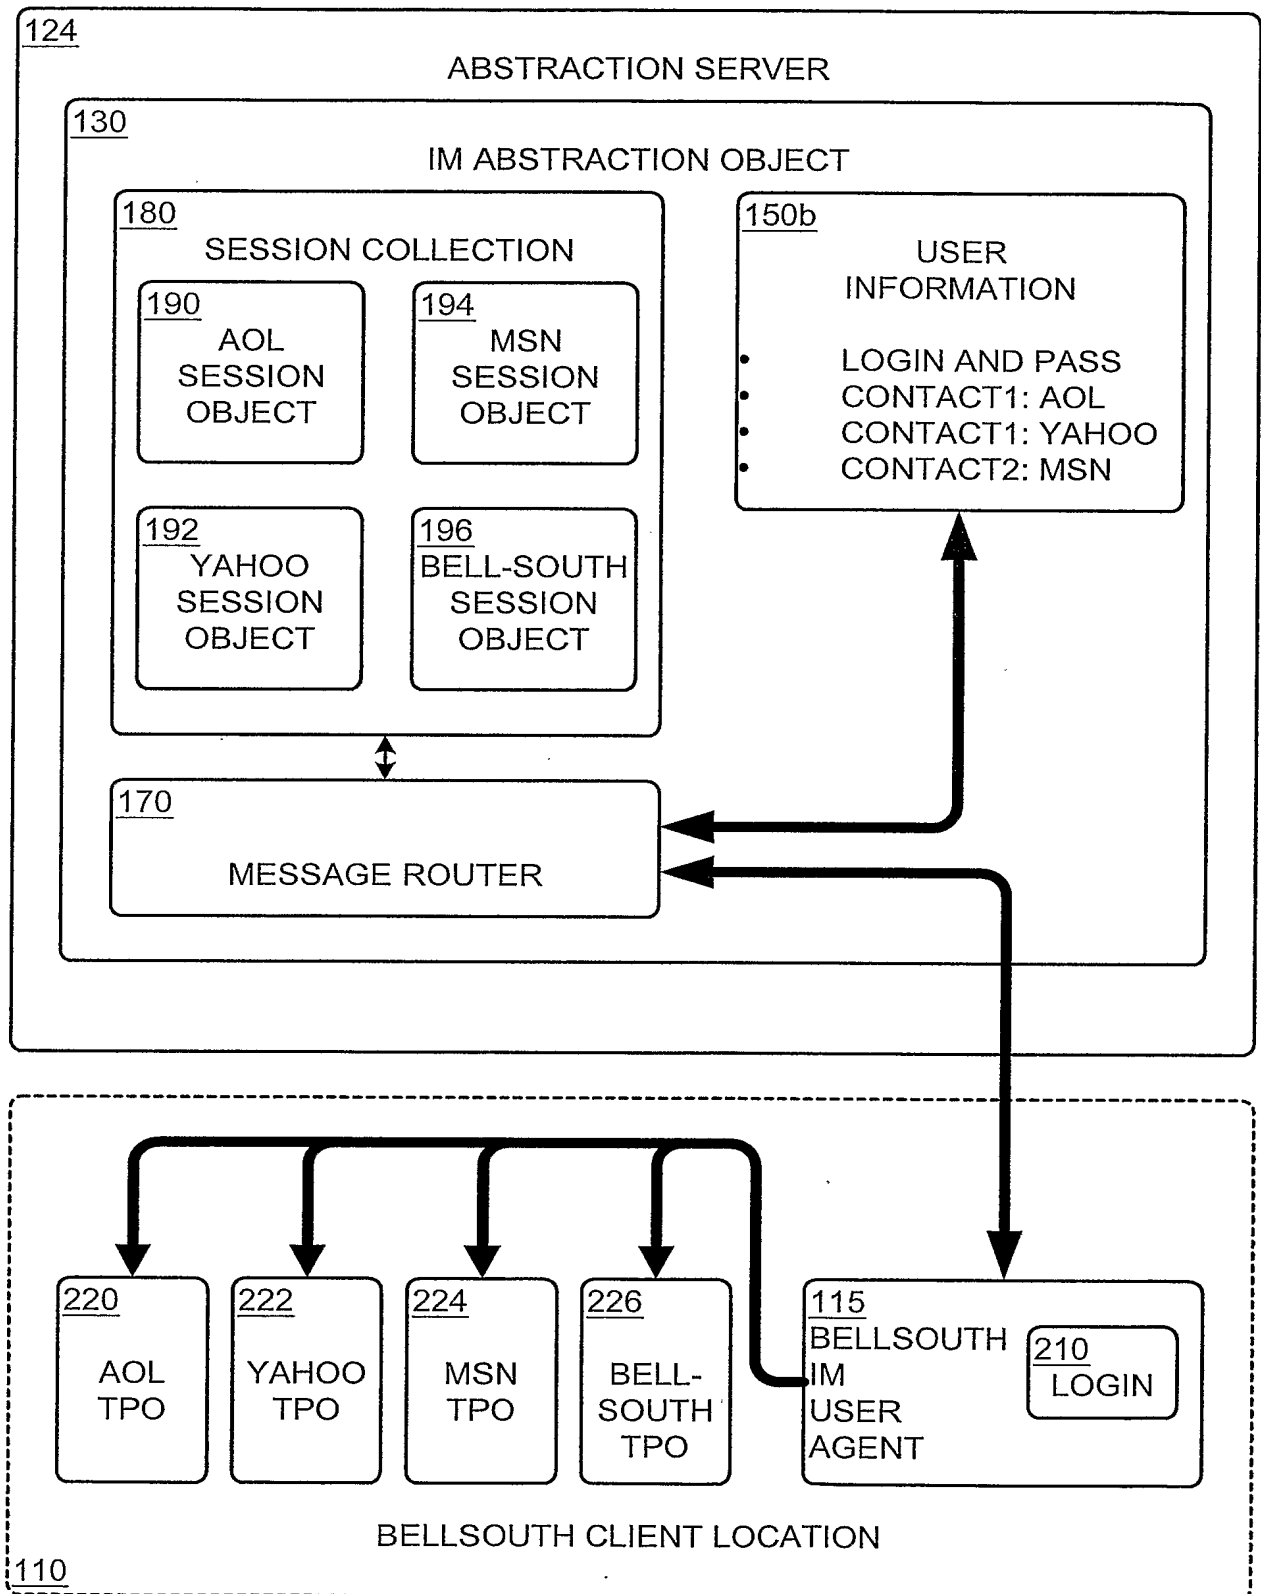 124
ABSTRACTION SERVER
130
IM ABSTRACTION OBJECT
180
SESSION COLLECTION
190
AOL
SESSION
OBJECT
194
MSN
SESSION
OBJECT
192
YAHOO
SESSION
OBJECT
196
BELL-SOUTH
SESSION
OBJECT
150b
USER
INFORMATION
• LOGIN AND PASS
• CONTACT1: AOL
• CONTACT1: YAHOO
• CONTACT2: MSN
170
MESSAGE ROUTER
220
AOL
TPO
222
YAHOO
TPO
224
MSN
TPO
226
BELL-
SOUTH
TPO
115
BELLSOUTH
IM
USER
AGENT
210
LOGIN
BELLSOUTH CLIENT LOCATION
110